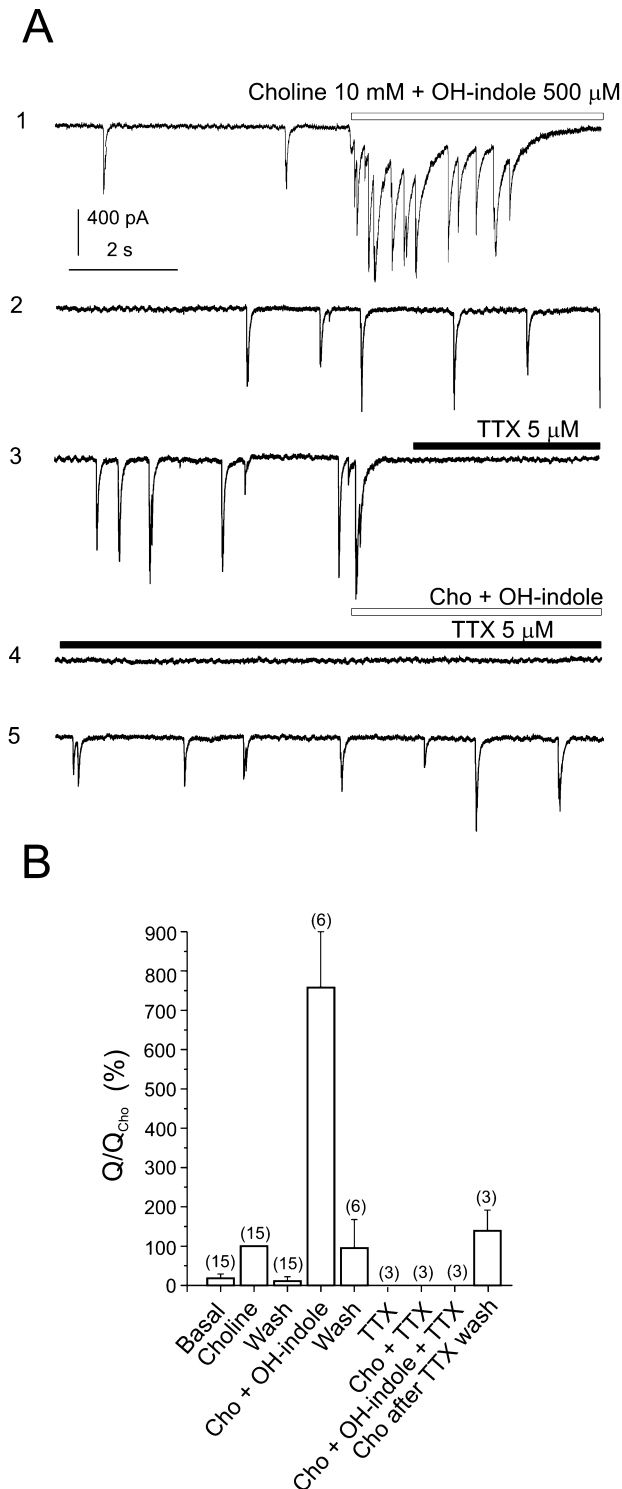 A
Choline 10 mM + OH-indole 500 μM
1
400 pA
2 s
2
TTX 5 μM
3
Cho + OH-indole
TTX 5 μM
4
5
B
(6)
900
800
700
600
500
400
300
200
100
0
Q/Q Cho (%)
(15)
(15)
(15)
(6)
(3)
(3)
(3)
(3)
Basal
Choline
Wash
Cho + OH-indole
Wash
TTX
Cho + TTX
Cho + OH-indole + TTX
Cho after TTX wash